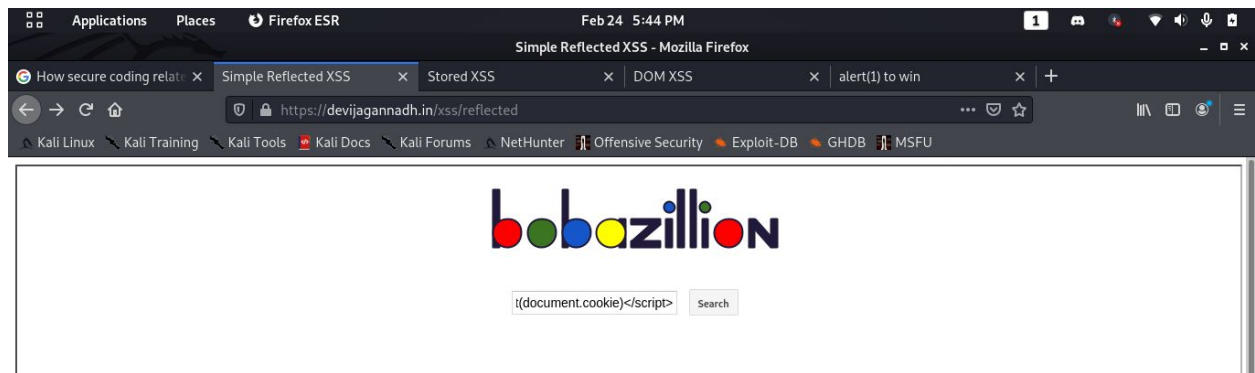 Applications Places Firefox ESR Feb 24 5:44 PM 1
Simple Reflected XSS - Mozilla Firefox
How secure coding relate Simple Reflected XSS Stored XSS DOM XSS alert(1) to win
https://devijagannadh.in/xss/reflected
Kali Linux Kali Training Kali Tools Kali Docs Kali Forums NetHunter Offensive Security Exploit-DB GHDB MSFU
bobazillion
t(document.cookie)</script> Search